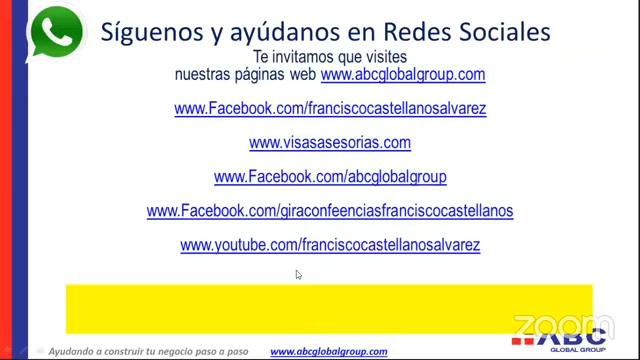 Síguenos y ayúdanos en Redes Sociales
Te invitamos que visites
nuestras páginas web www.abcglobalgroup.com
www.Facebook.com/franciscocastellanosalvarez
www.visasasesorias.com
www.Facebook.com/abcglobalgroup
www.Facebook.com/giraconfeenciasfranciscocastellanos
www.youtube.com/franciscocastellanosalvarez
zoom
ABC
GLOBAL GROUP
Ayudando a construir tu negocio paso a paso www.abcglobalgroup.com